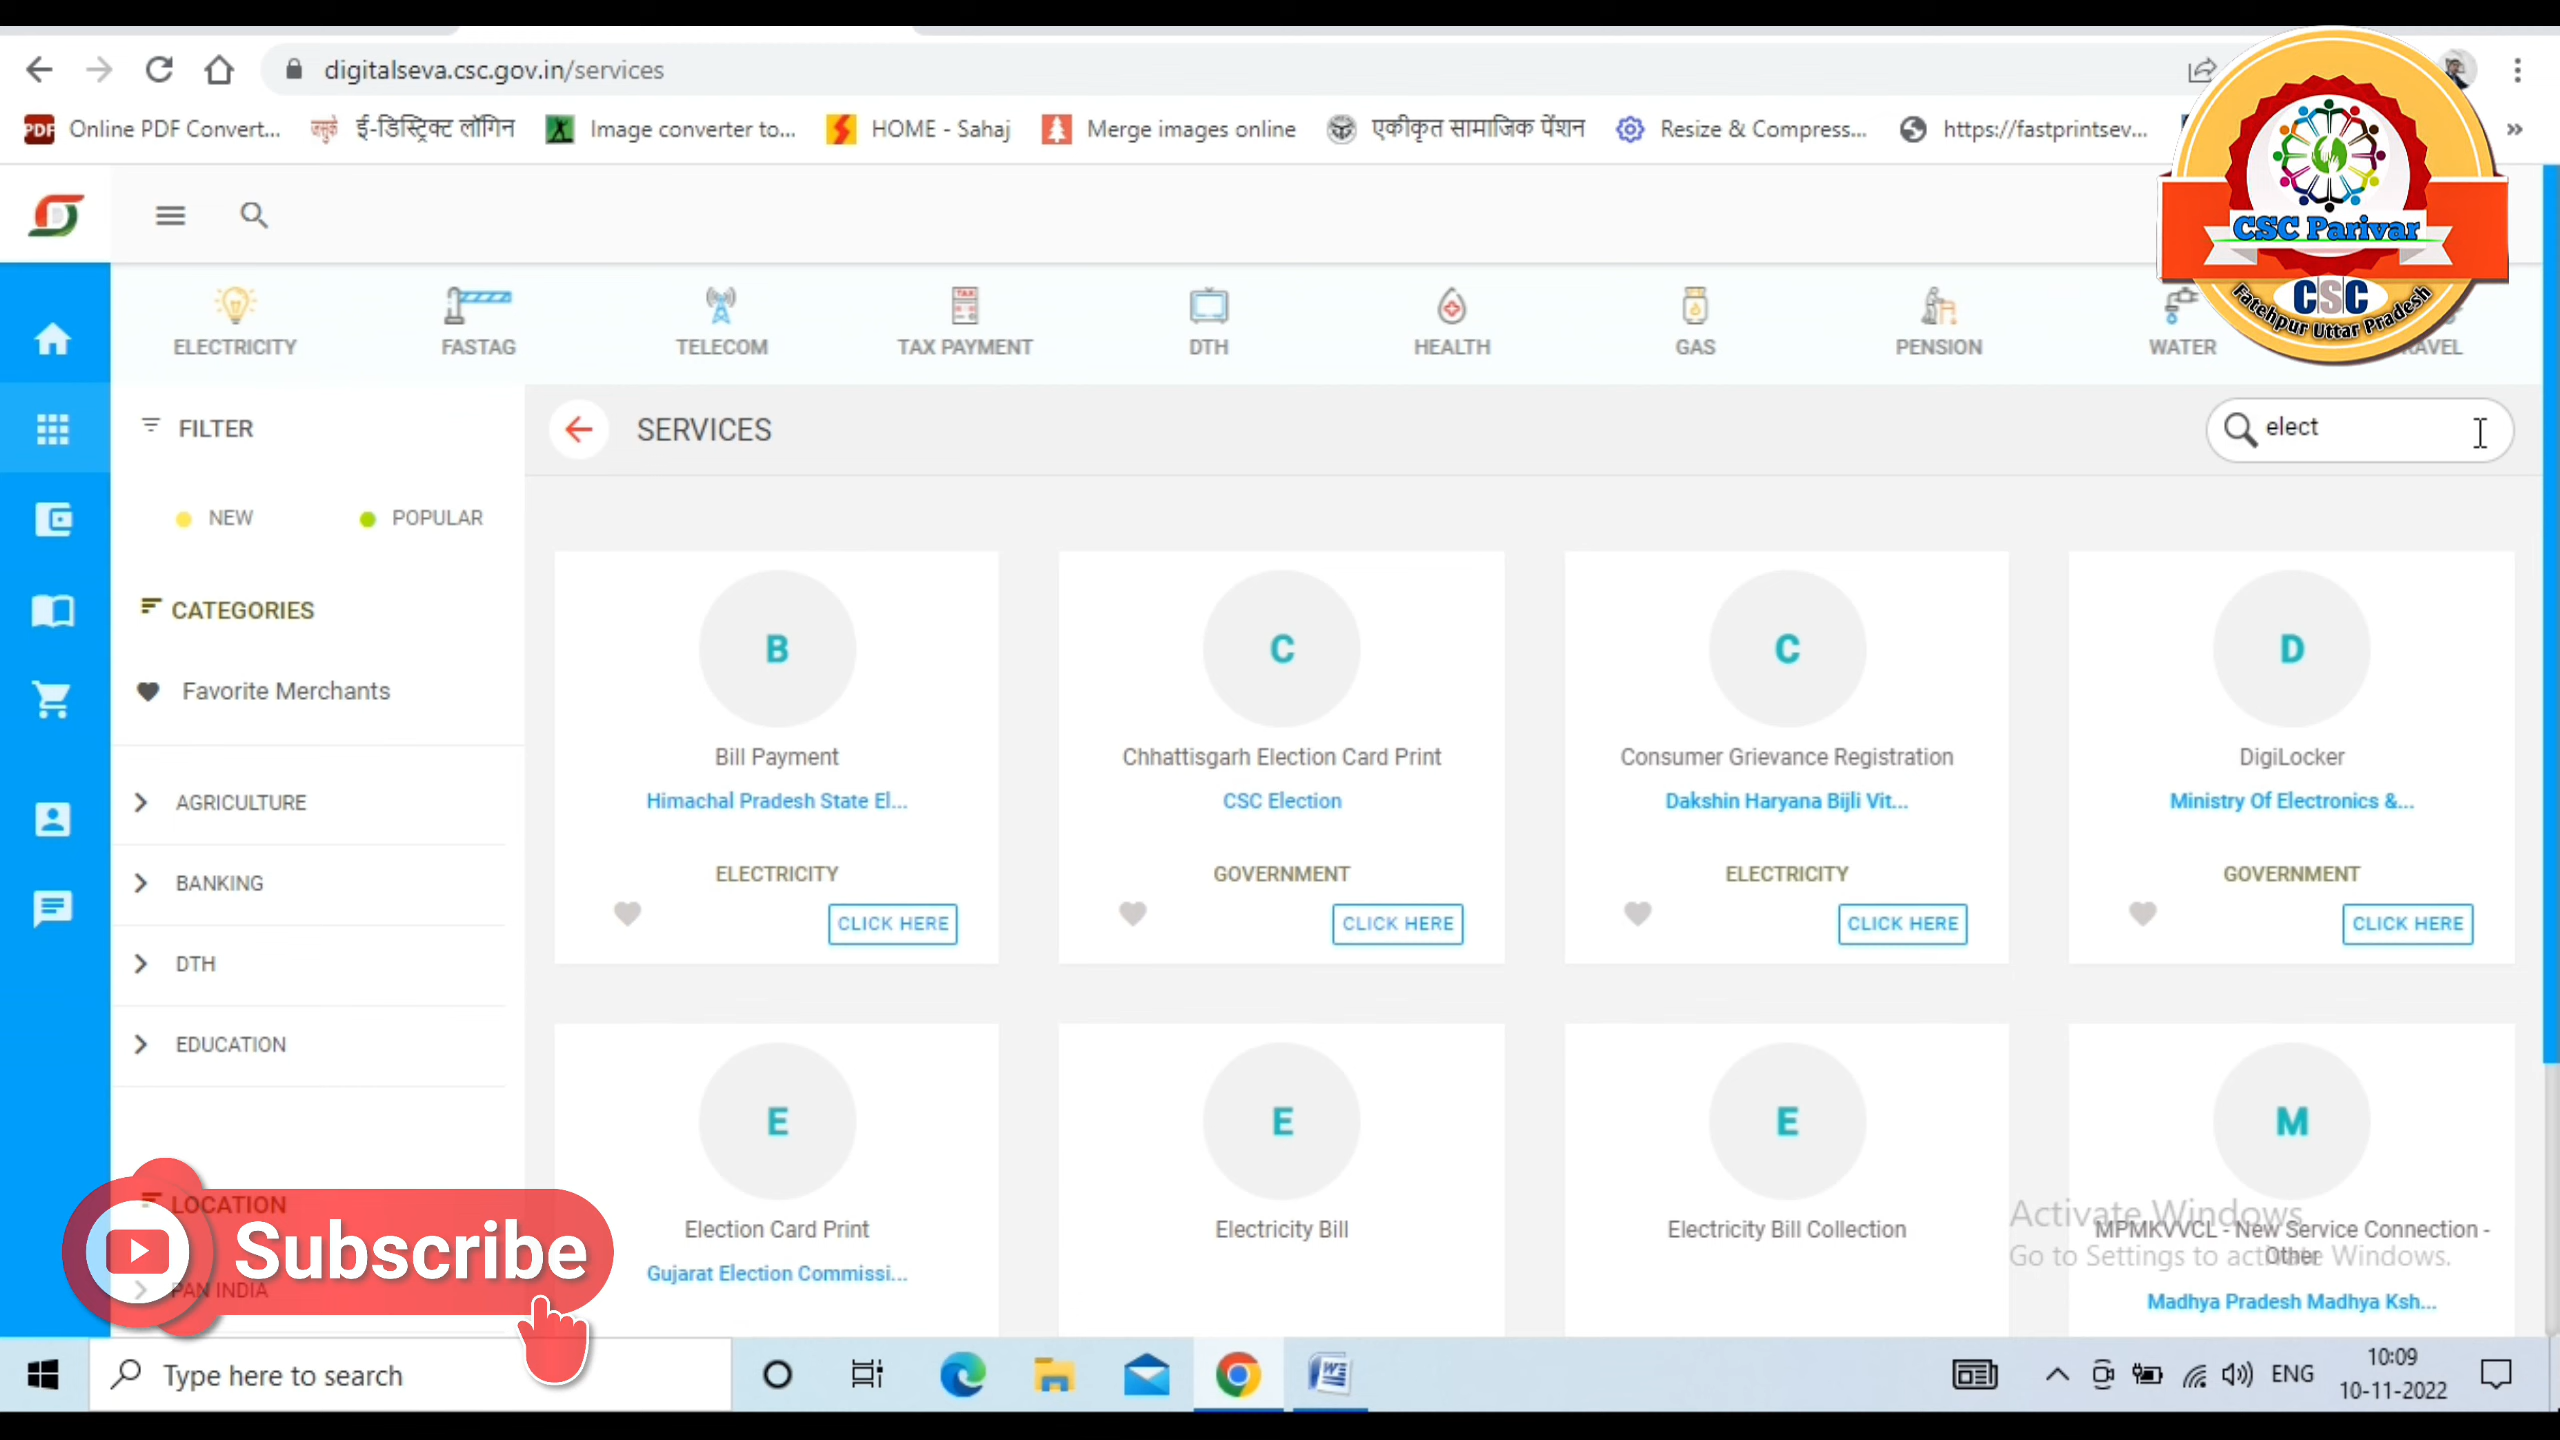 digitalseva.csc.gov.in/services
PDF Online PDF Convert... ई-डिस्ट्रिक्ट लॉगिन Image converter to... HOME - Sahaj Merge images online एकीकृत सामाजिक पेंशन Resize & Compress... https://fastprintsev... »
CSC Parivar
CSC
Fatehpur Uttar Pradesh
ELECTRICITY FASTAG TELECOM TAX PAYMENT DTH HEALTH GAS PENSION WATER RAVEL
FILTER
SERVICES
elect
NEW POPULAR
CATEGORIES
Favorite Merchants
AGRICULTURE
BANKING
DTH
EDUCATION
LOCATION
PAN INDIA
B
Bill Payment
Himachal Pradesh State El...
ELECTRICITY
CLICK HERE
C
Chhattisgarh Election Card Print
CSC Election
GOVERNMENT
CLICK HERE
C
Consumer Grievance Registration
Dakshin Haryana Bijli Vit...
ELECTRICITY
CLICK HERE
D
DigiLocker
Ministry Of Electronics &...
GOVERNMENT
CLICK HERE
E
Election Card Print
Gujarat Election Commissi...
E
Electricity Bill
E
Electricity Bill Collection
M
MPMKVVCL - New Service Connection -
Other
Madhya Pradesh Madhya Ksh...
Activate Windows
Go to Settings to activate Windows.
Subscribe
Type here to search
ENG
10:09
10-11-2022